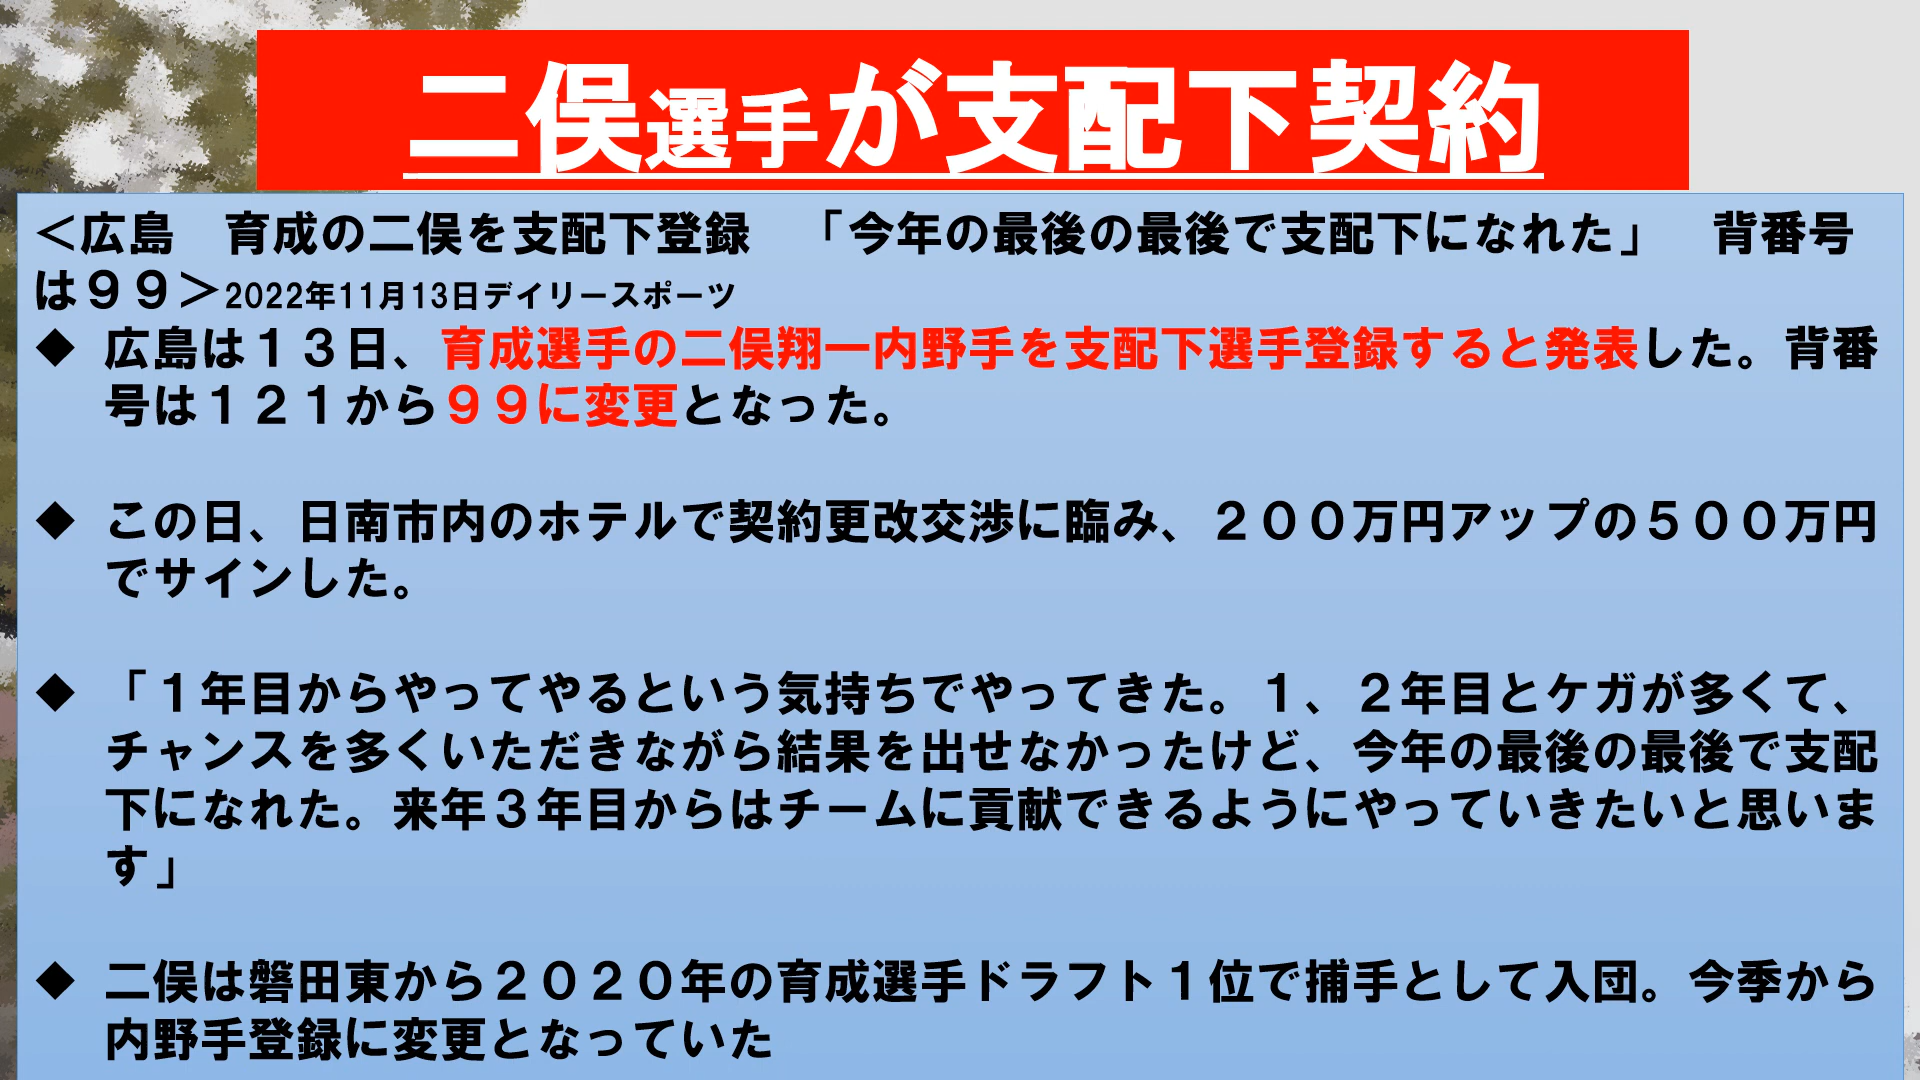 二俣選手が支配下契約
＜広島　育成の二俣を支配下登録　「今年の最後の最後で支配下になれた」　背番号
は９９＞2022年11月13日デイリースポーツ
◆ 広島は１３日、育成選手の二俣翔一内野手を支配下選手登録すると発表した。背番
号は１２１から９９に変更となった。
◆ この日、日南市内のホテルで契約更改交渉に臨み、２００万円アップの５００万円
でサインした。
◆ 「１年目からやってやるという気持ちでやってきた。１、２年目とケガが多くて、
チャンスを多くいただきながら結果を出せなかったけど、今年の最後の最後で支配
下になれた。来年３年目からはチームに貢献できるようにやっていきたいと思いま
す」
◆ 二俣は磐田東から２０２０年の育成選手ドラフト１位で捕手として入団。今季から
内野手登録に変更となっていた